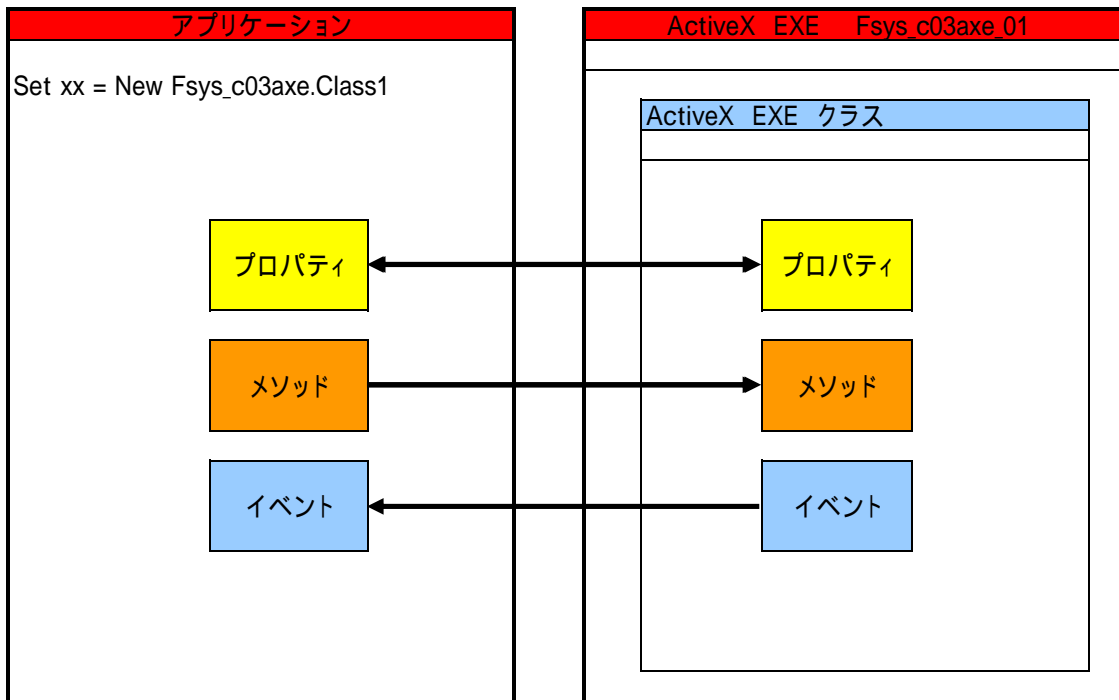 アプリケーション
Set xx = New Fsys_c03axe.Class1
プロパティ
メソッド
イベント
ActiveX EXE Fsys_c03axe_01
ActiveX EXE クラス
プロパティ
メソッド
イベント